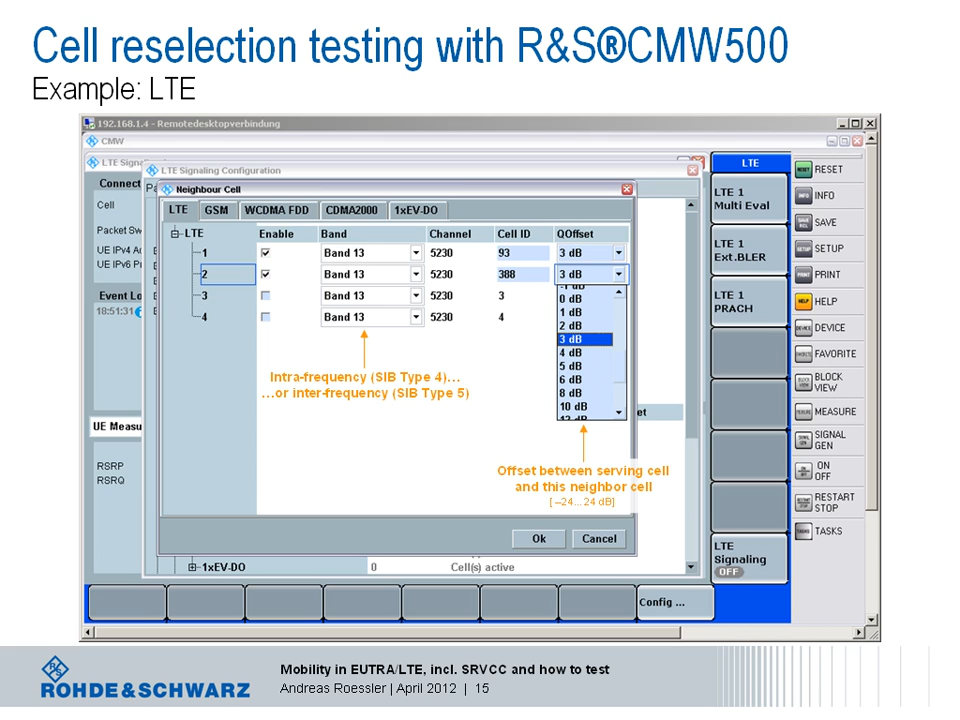 Cell reselection testing with R&S®CMW500
Example: LTE
192.168.1.4 - Remotedesktopverbindung
CMW
LTE Signaling Configuration
Neighbour Cell
Connect
Cell
Packet Sw
UE IPv4 Ad
UE IPv6 Pr
Event Lo
18:51:31
UE Measu
RSRP
RSRQ
LTE GSM WCDMA FDD CDMA2000 1xEV-DO
LTE Enable Band Channel Cell ID QOffset
1 Band 13 5230 93 3 dB
2 Band 13 5230 388 3 dB
3 Band 13 5230 3
4 Band 13 5230 4
-1 dB
0 dB
1 dB
2 dB
3 dB
4 dB
5 dB
6 dB
8 dB
10 dB
12 dB
Intra-frequency (SIB Type 4)…
…or inter-frequency (SIB Type 5)
Offset between serving cell
and this neighbor cell
[ –24…24 dB]
Ok Cancel
1xEV-DO 0 Cell(s) active
Config ...
LTE
LTE 1
Multi Eval
LTE 1
Ext.BLER
LTE 1
PRACH
LTE
Signaling
OFF
RESET
INFO
SAVE
SETUP
PRINT
HELP
DEVICE
FAVORITE
BLOCK
VIEW
MEASURE
SIGNAL
GEN
ON
OFF
RESTART
STOP
TASKS
ROHDE & SCHWARZ
Mobility in EUTRA/LTE, incl. SRVCC and how to test
Andreas Roessler | April 2012 | 15